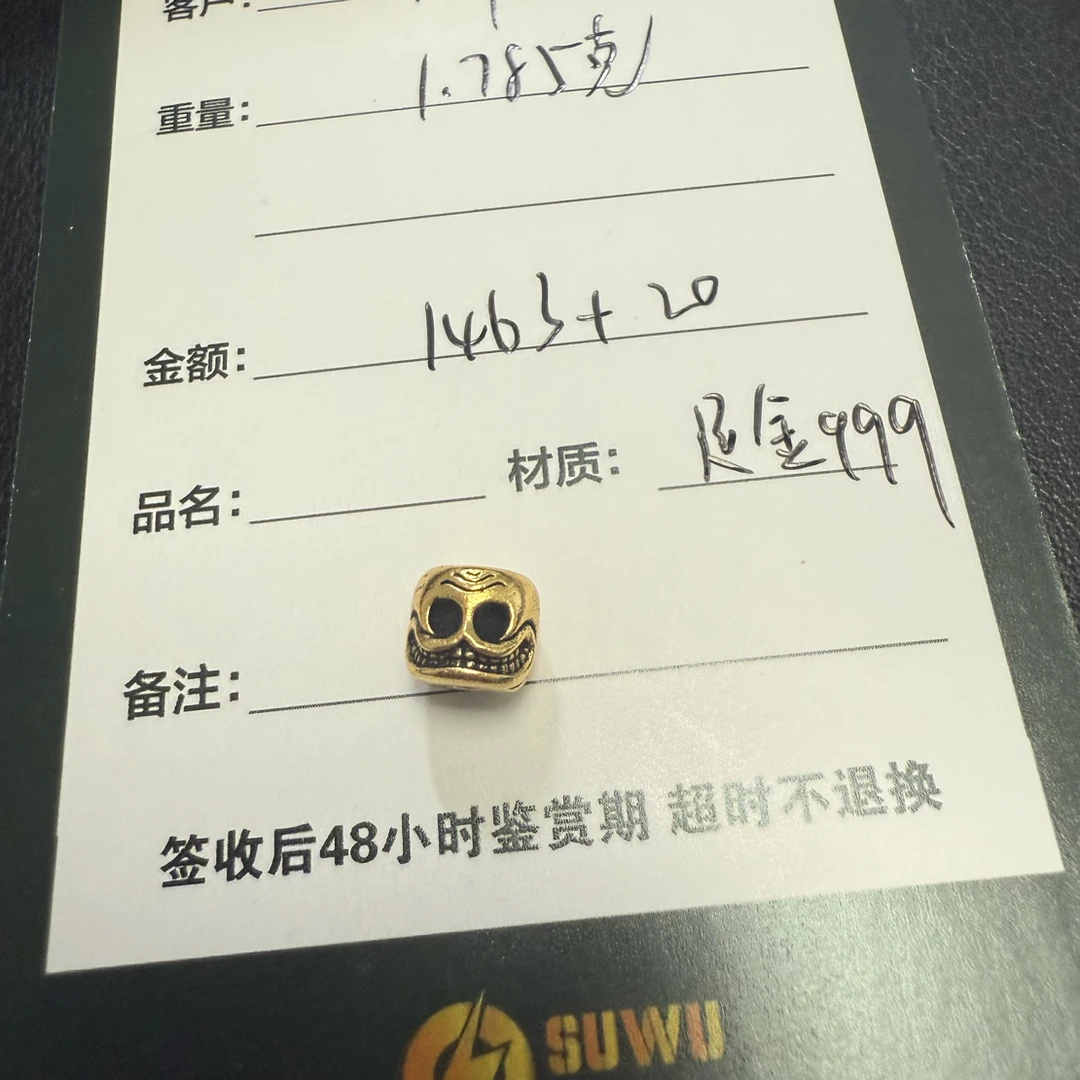 客户:
重量: 1.785克
金额: 1463+20
品名: 材质: 足金999
备注:
签收后48小时鉴赏期 超时不退换
SUWU